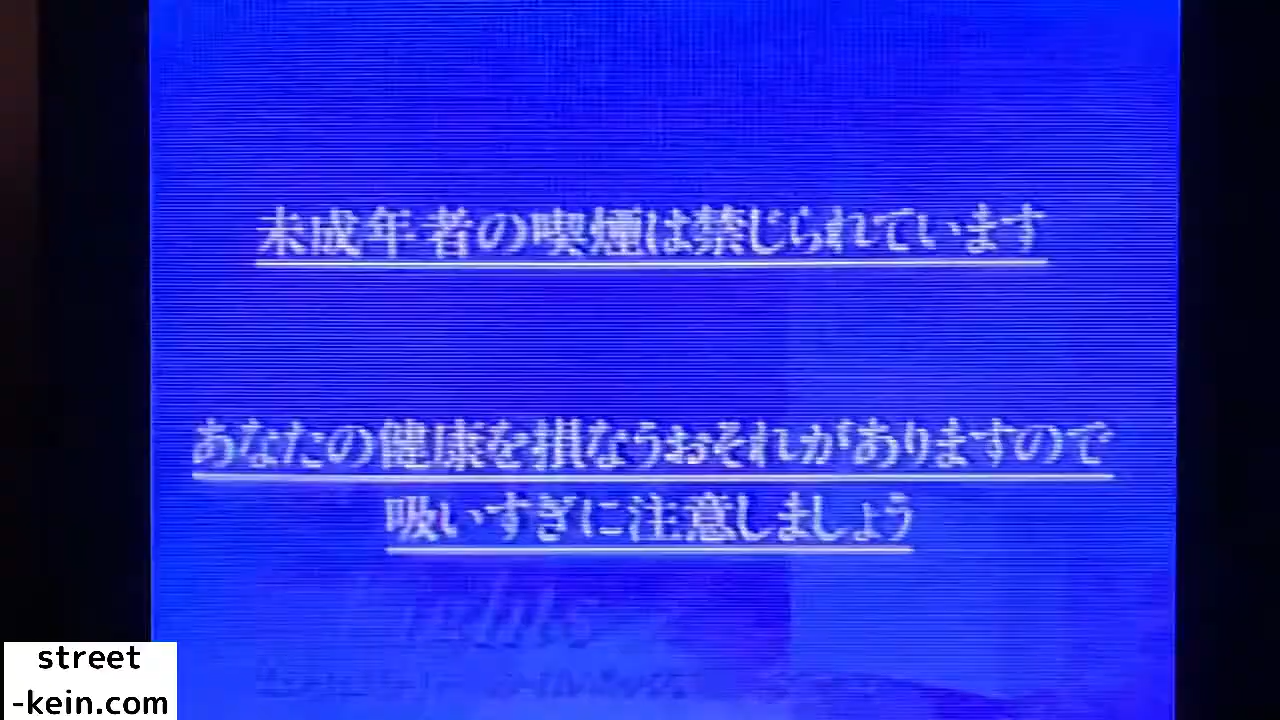 未成年者の喫煙は禁じられています
あなたの健康を損なうおそれがありますので
吸いすぎに注意しましょう
street
-kein.com